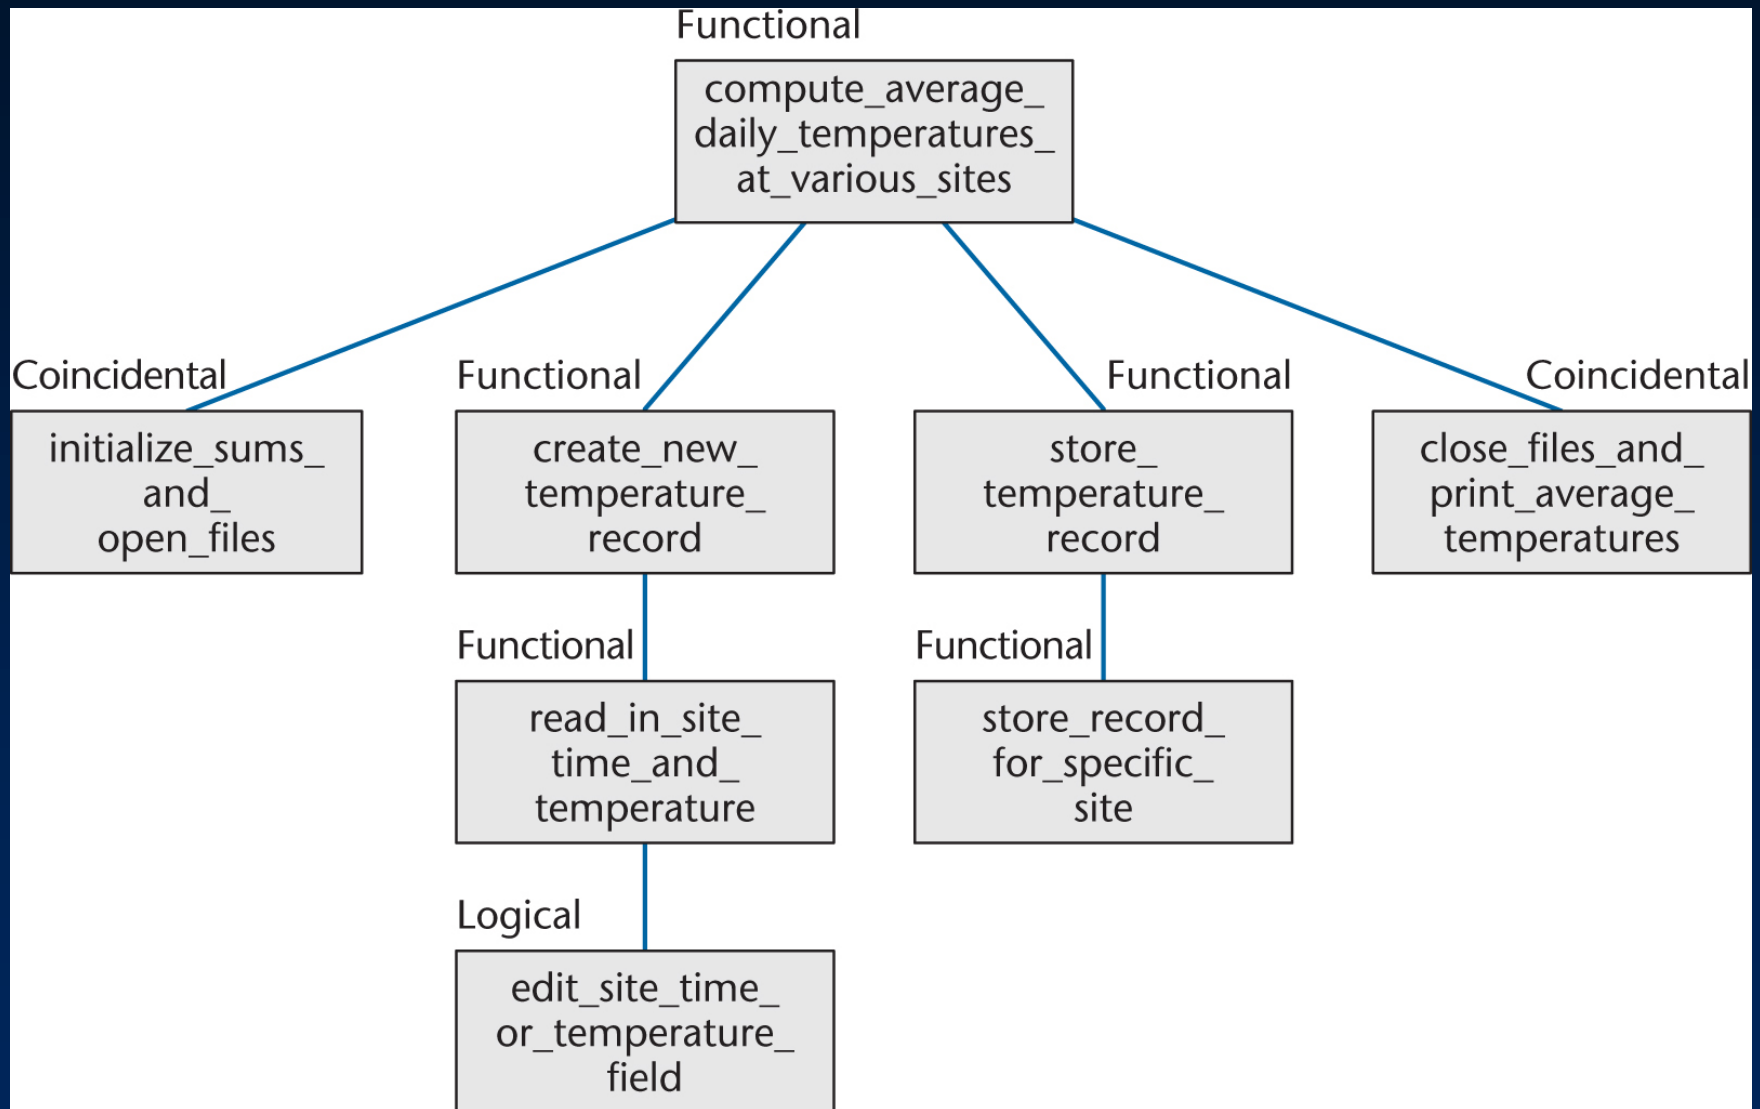 Functional
compute_average_
daily_temperatures_
at_various_sites
Coincidental
initialize_sums_
and_
open_files
Functional
create_new_
temperature_
record
Functional
store_
temperature_
record
Coincidental
close_files_and_
print_average_
temperatures
Functional
read_in_site_
time_and_
temperature
Functional
store_record_
for_specific_
site
Logical
edit_site_time_
or_temperature_
field